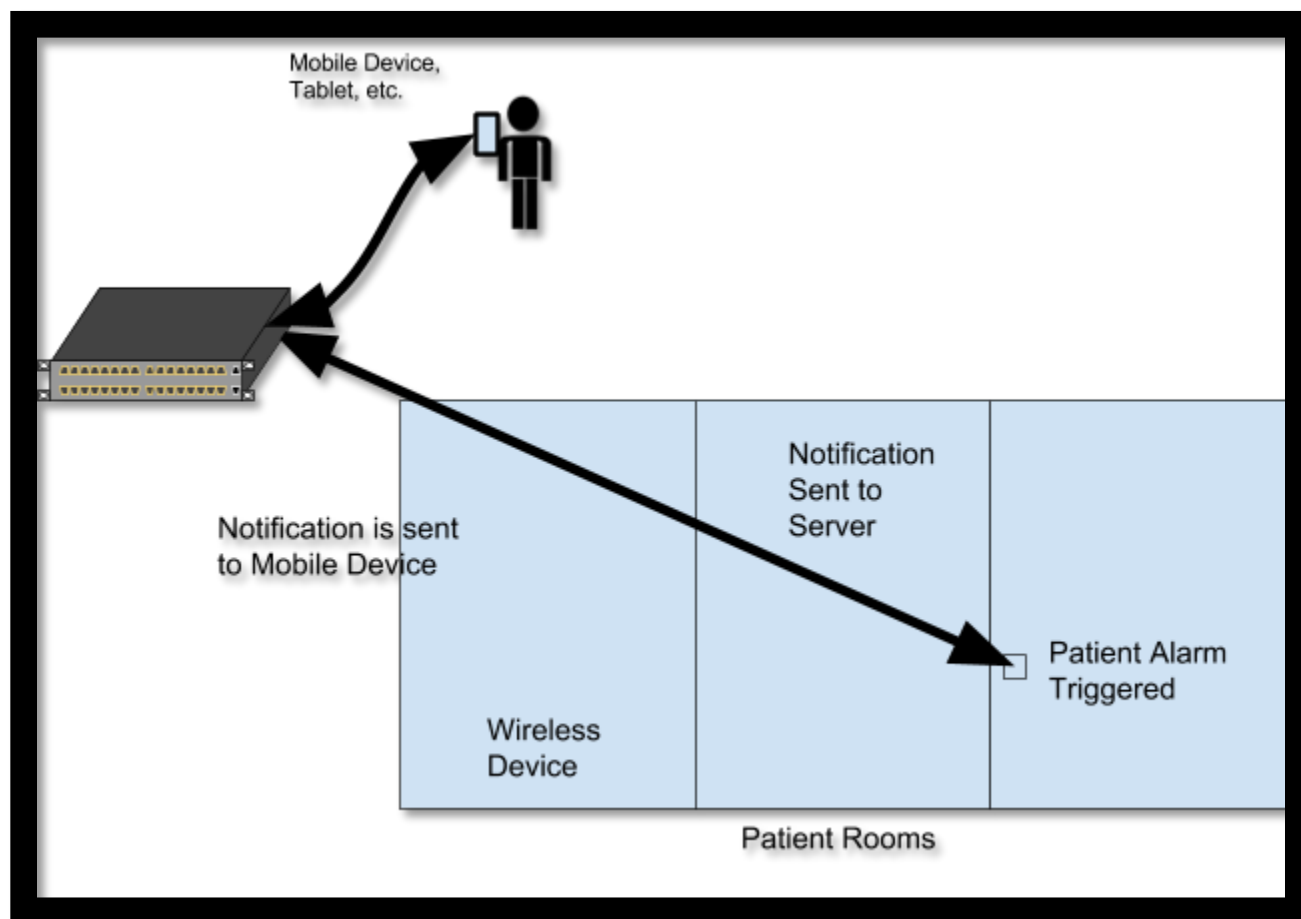 Mobile Device,
Tablet, etc.
Notification
Sent to
Server
Notification is sent
to Mobile Device
Patient Alarm
Triggered
Wireless
Device
Patient Rooms